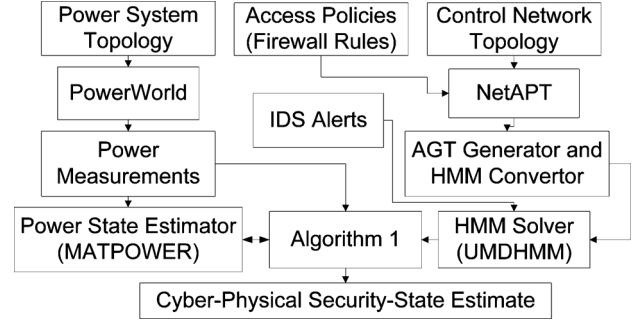 Power System
Topology
Access Policies
(Firewall Rules)
Control Network
Topology
PowerWorld
NetAPT
IDS Alerts
Power
Measurements
AGT Generator and
HMM Convertor
Power State Estimator
(MATPOWER)
Algorithm 1
HMM Solver
(UMDHMM)
Cyber-Physical Security-State Estimate